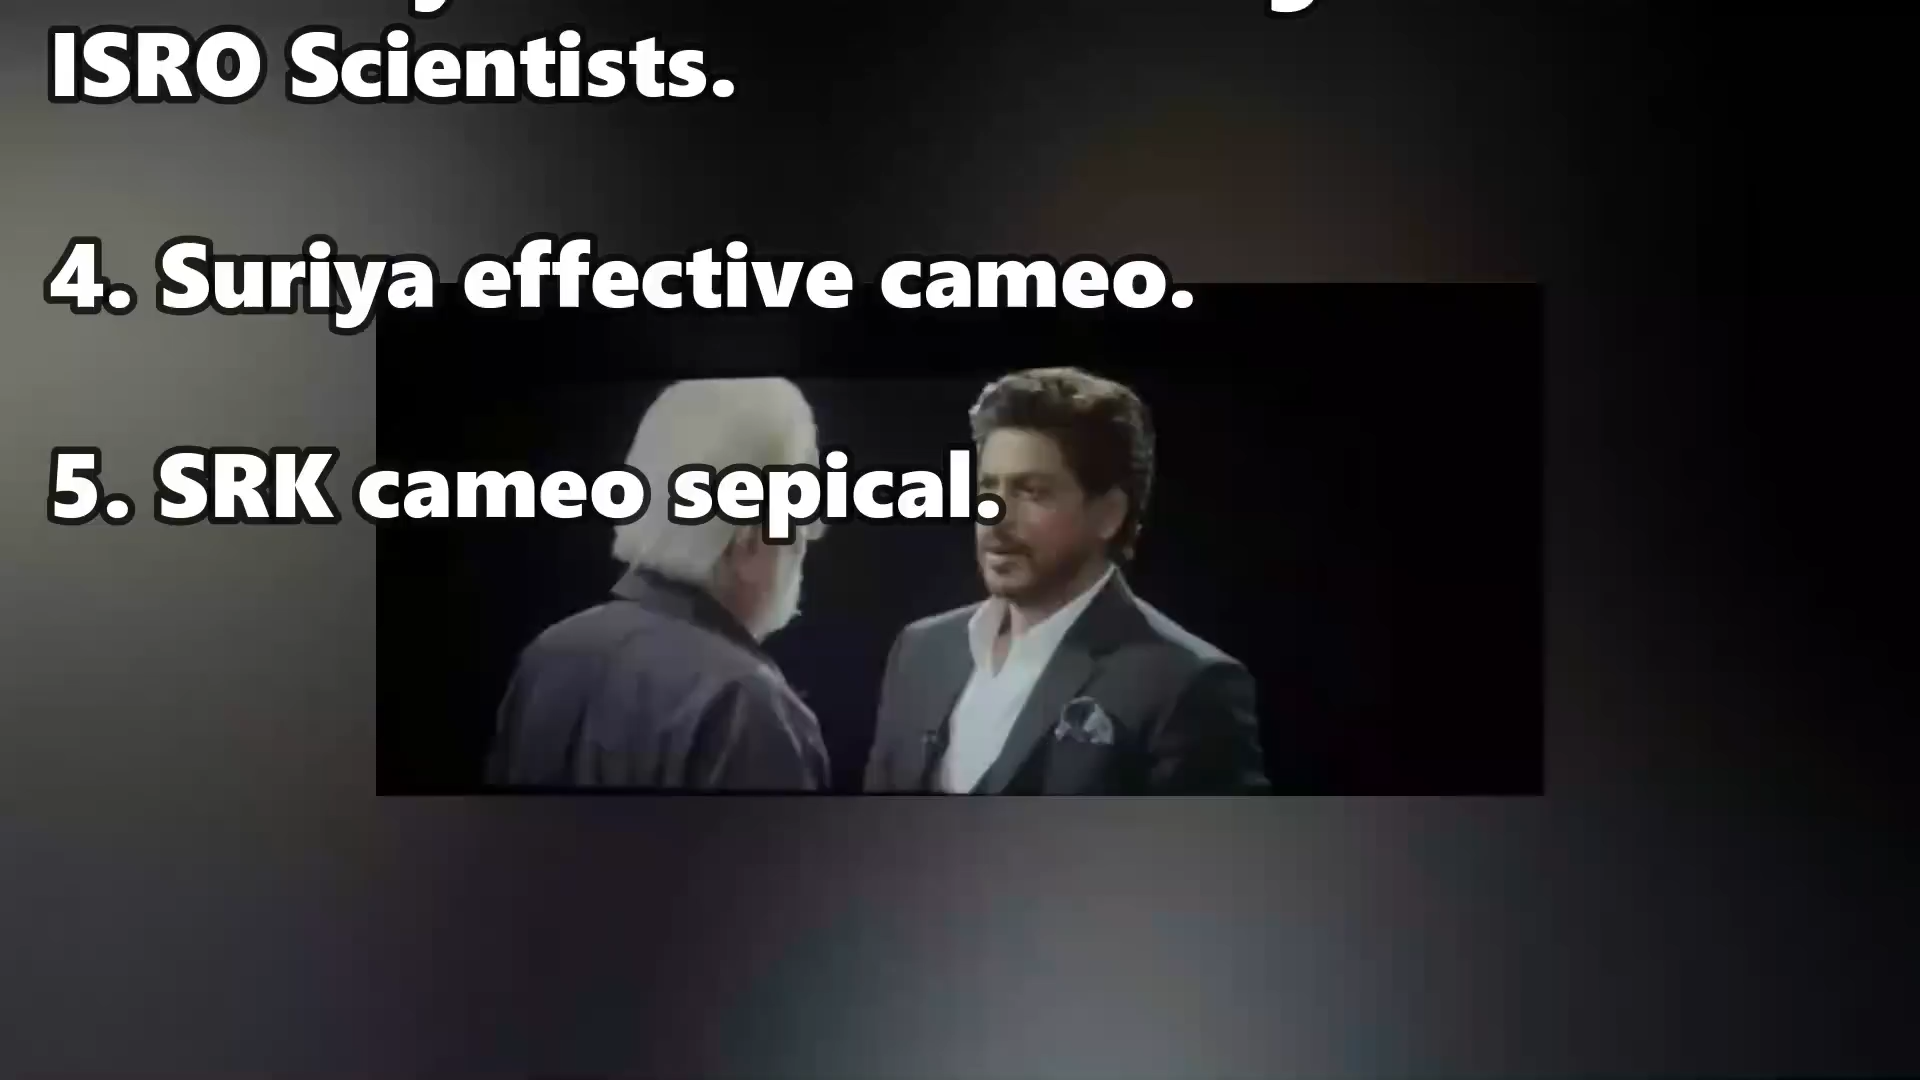 ISRO Scientists.
4. Suriya effective cameo.
5. SRK cameo sepical.